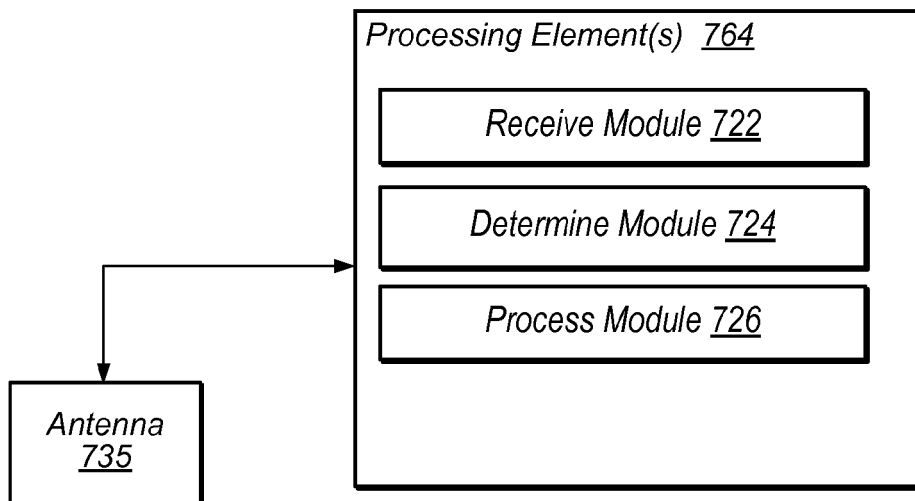 Processing Element(s) 764
Receive Module 722
Determine Module 724
Process Module 726
Antenna
735